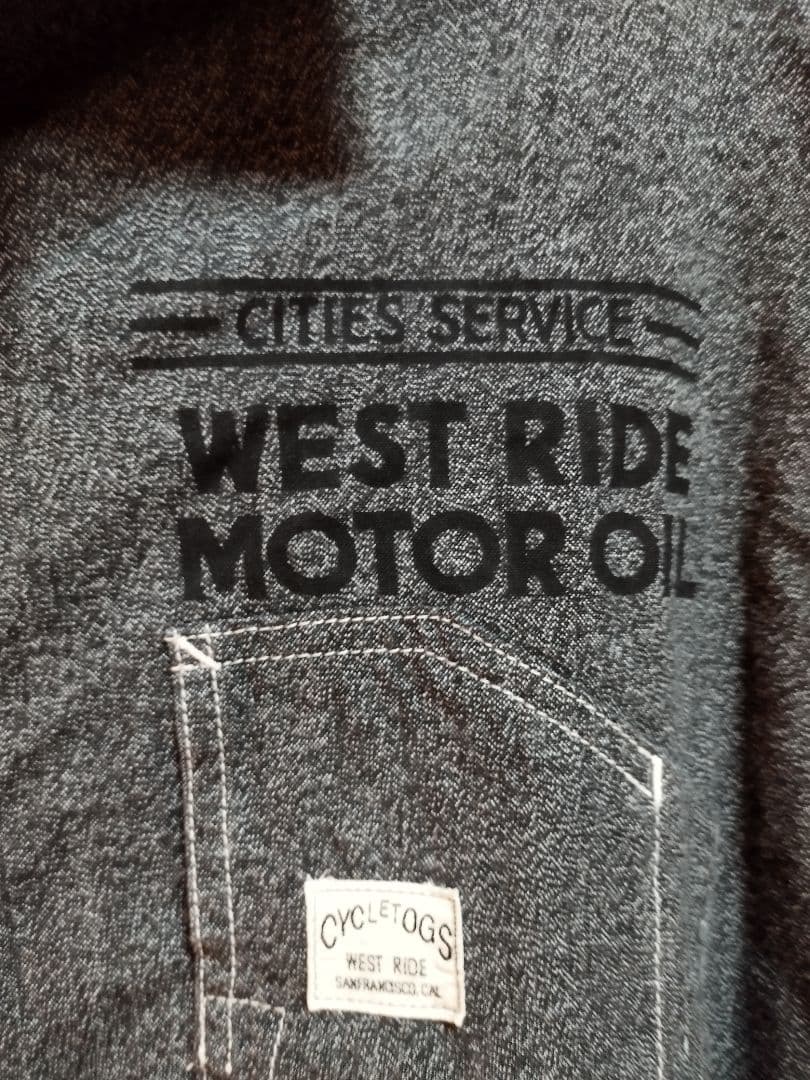 CITIES SERVICE
WEST RIDE
MOTOR OIL
CYCLETOGS
WEST RIDE
SANFRANCISCO, CAL